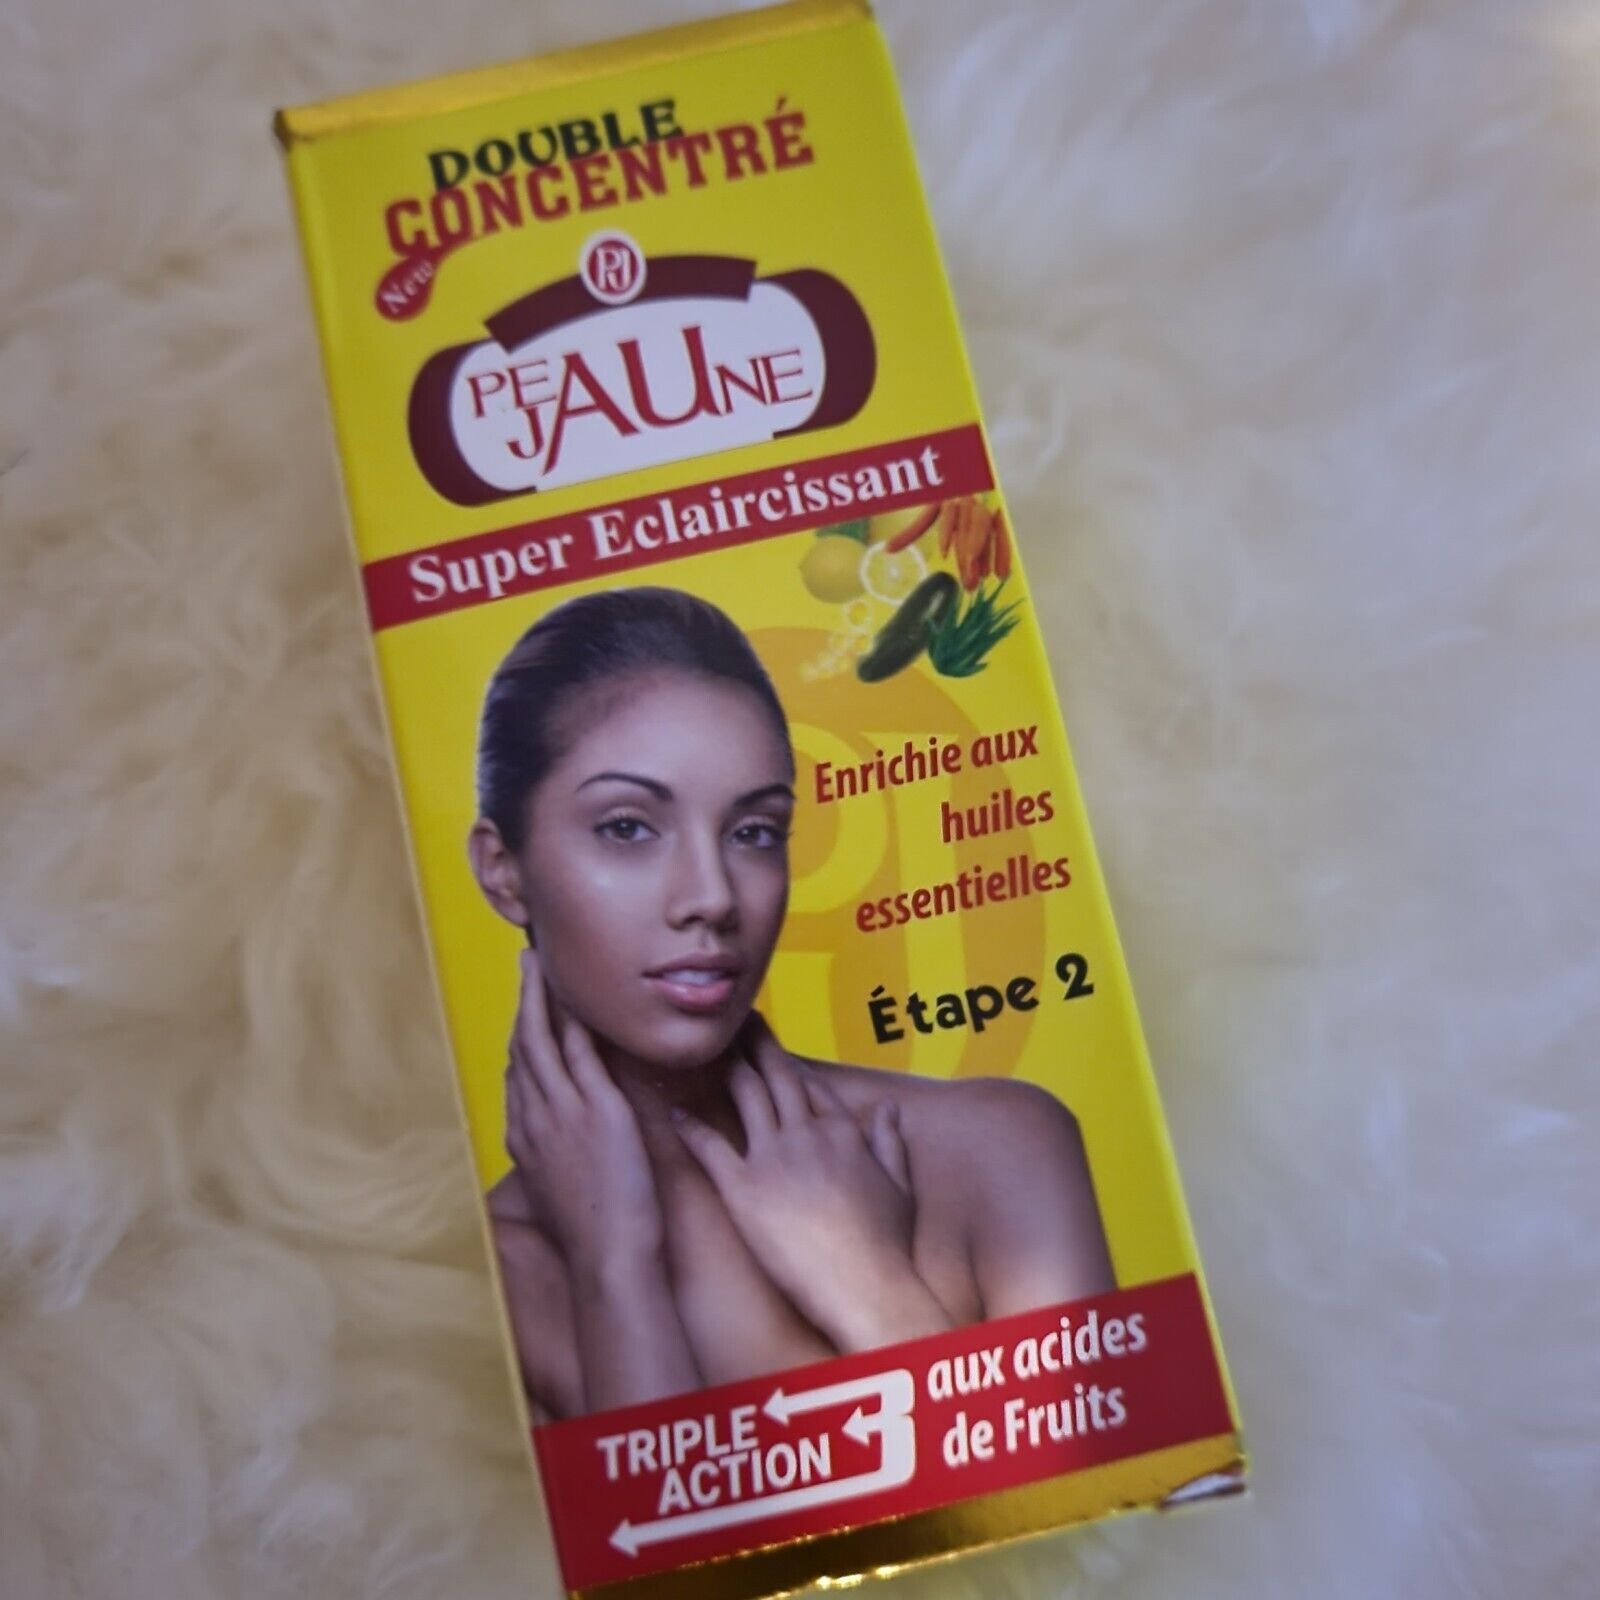 DOUBLE
CONCENTRÉ
New
PJ
PEAU
JAUNE
Super Eclaircissant
Enrichie aux
huiles
essentielles
Étape 2
TRIPLE
ACTION
3
aux acides
de Fruits